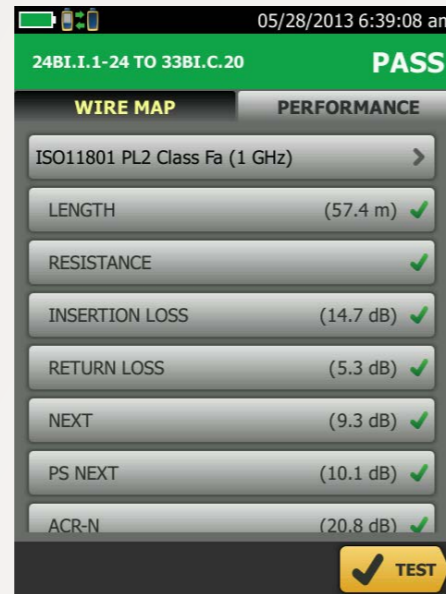 05/28/2013 6:39:08 am
24BI.I.1-24 TO 33BI.C.20 PASS
WIRE MAP PERFORMANCE
ISO11801 PL2 Class Fa (1 GHz)
LENGTH (57.4 m)
RESISTANCE
INSERTION LOSS (14.7 dB)
RETURN LOSS (5.3 dB)
NEXT (9.3 dB)
PS NEXT (10.1 dB)
ACR-N (20.8 dB)
TEST